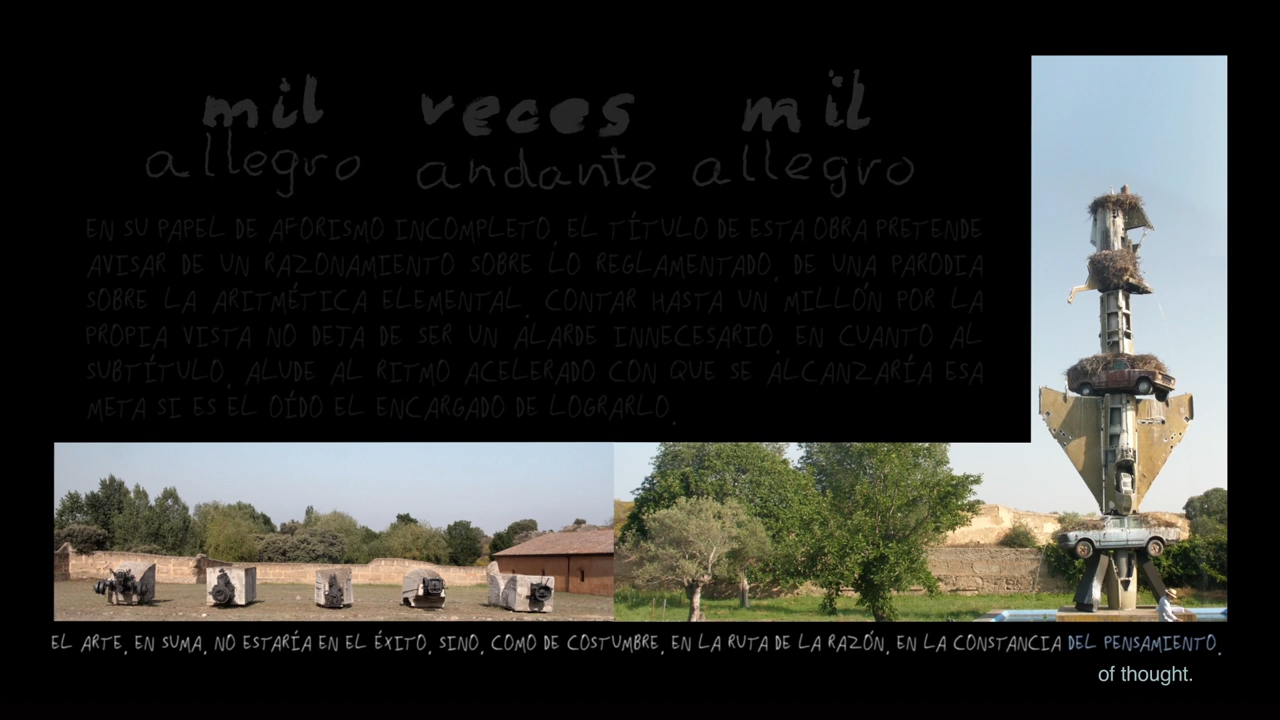 mil veces mil
allegro andante allegro
EN SU PAPEL DE AFORISMO INCOMPLETO, EL TÍTULO DE ESTA OBRA PRETENDE
AVISAR DE UN RAZONAMIENTO SOBRE LO REGLAMENTADO, DE UNA PARODIA
SOBRE LA ARITMÉTICA ELEMENTAL. CONTAR HASTA UN MILLÓN POR LA
PROPIA VISTA NO DEJA DE SER UN ALARDE INNECESARIO. EN CUANTO AL
SUBTÍTULO, ALUDE AL RITMO ACELERADO CON QUE SE ALCANZARÍA ESA
META SI ES EL OÍDO EL ENCARGADO DE LOGRARLO.
EL ARTE, EN SUMA, NO ESTARÍA EN EL ÉXITO, SINO, COMO DE COSTUMBRE, EN LA RUTA DE LA RAZÓN, EN LA CONSTANCIA DEL PENSAMIENTO.
of thought.